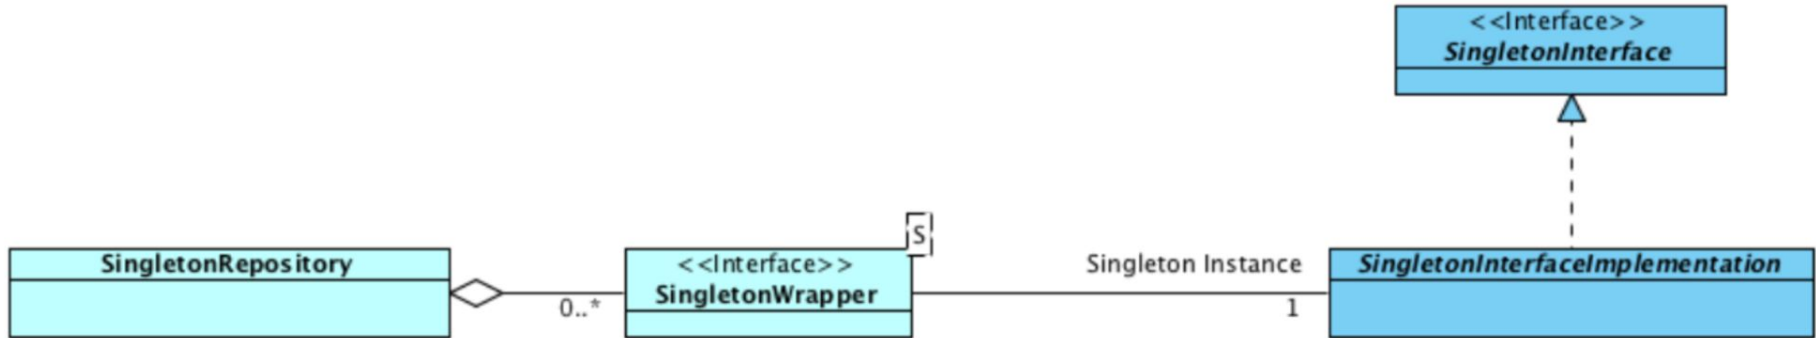 <<Interface>>
SingletonInterface
S
SingletonRepository
<<Interface>>
SingletonWrapper
0..*
Singleton Instance
1
SingletonInterfaceImplementation